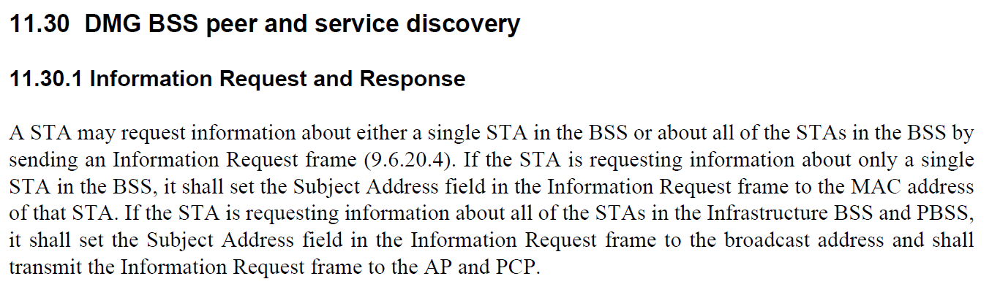 11.30 DMG BSS peer and service discovery
11.30.1 Information Request and Response
A STA may request information about either a single STA in the BSS or about all of the STAs in the BSS by
sending an Information Request frame (9.6.20.4). If the STA is requesting information about only a single
STA in the BSS, it shall set the Subject Address field in the Information Request frame to the MAC address
of that STA. If the STA is requesting information about all of the STAs in the Infrastructure BSS and PBSS,
it shall set the Subject Address field in the Information Request frame to the broadcast address and shall
transmit the Information Request frame to the AP and PCP.